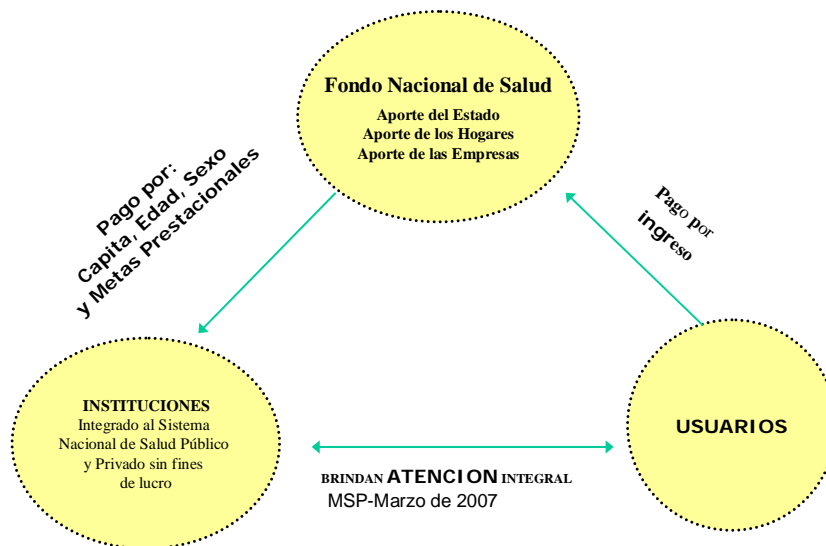 Fondo Nacional de Salud
Aporte del Estado
Aporte de los Hogares
Aporte de las Empresas
Pago por:
Capita, Edad, Sexo
y Metas Prestacionales
Pago por
ingreso
INSTITUCIONES
Integrado al Sistema
Nacional de Salud Público
y Privado sin fines
de lucro
USUARIOS
BRINDAN ATENCION INTEGRAL
MSP-Marzo de 2007